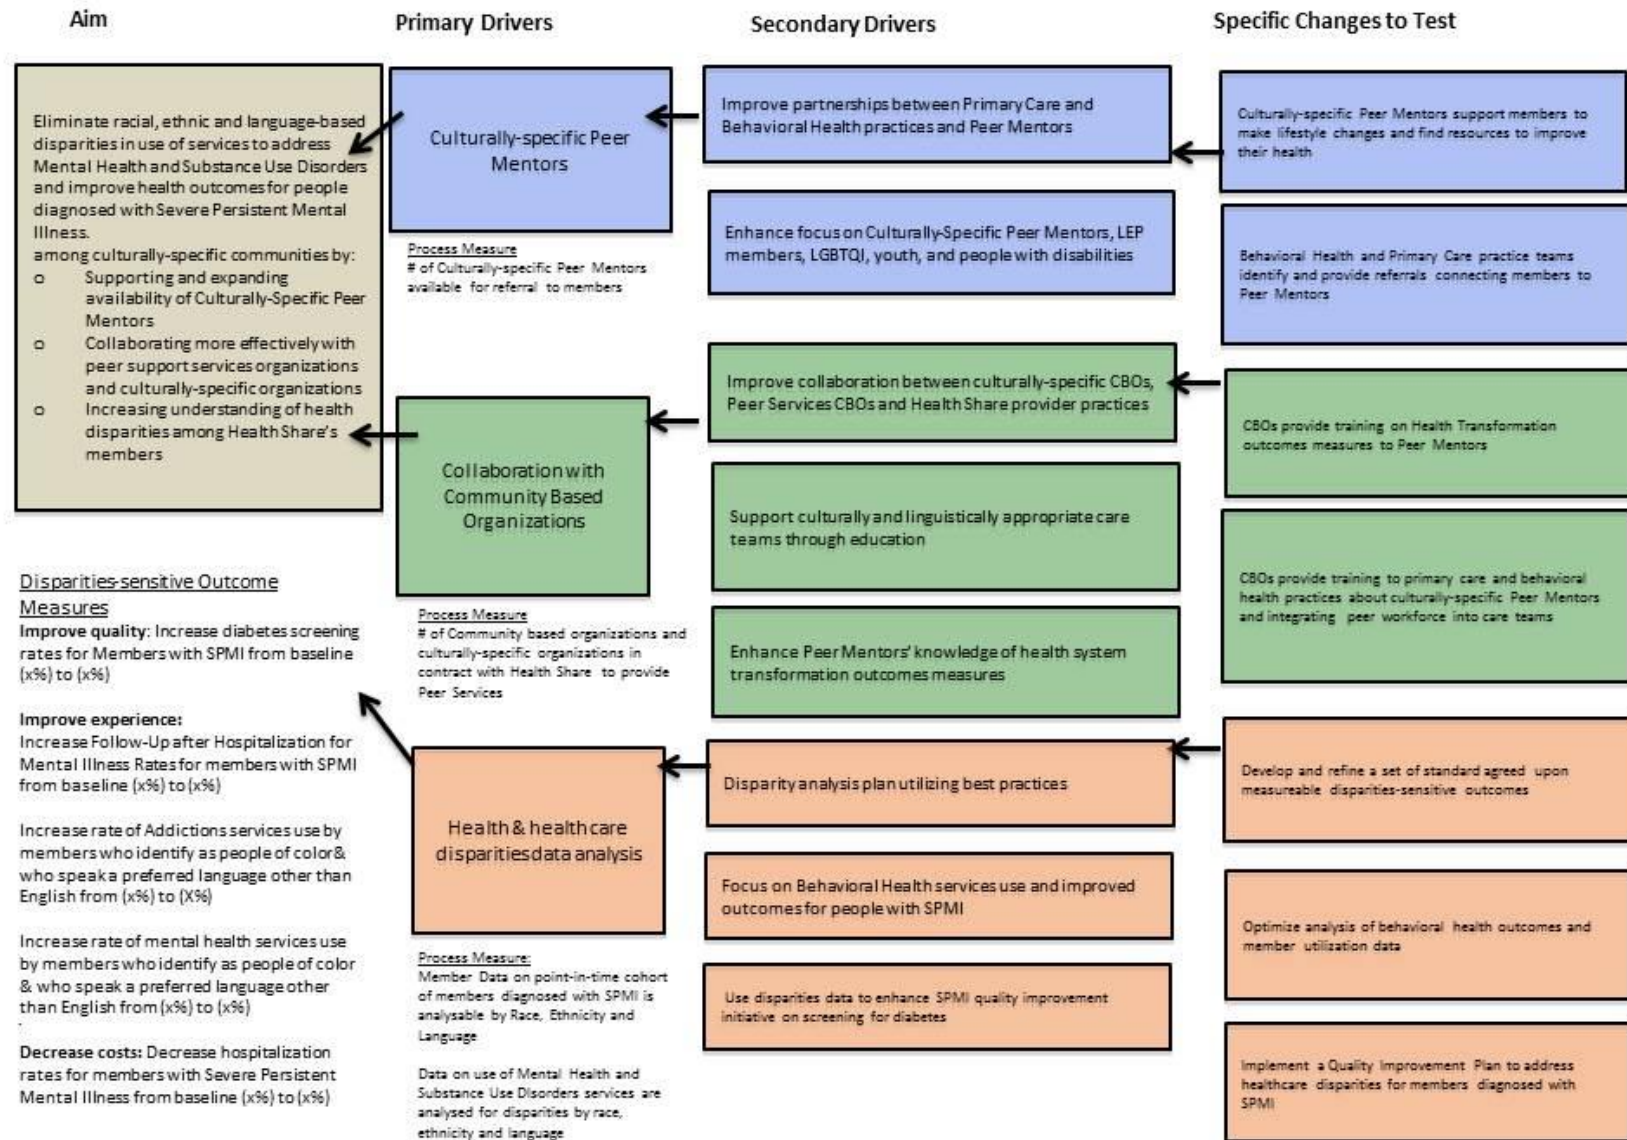 Aim
Primary Drivers
Secondary Drivers
Specific Changes to Test
Eliminate racial, ethnic and language-based
disparities in use of services to address
Mental Health and Substance Use Disorders
and improve health outcomes for people
diagnosed with Severe Persistent Mental
Illness.
among culturally-specific communities by:
o Supporting and expanding
availability of Culturally-Specific Peer
Mentors
o Collaborating more effectively with
peer support services organizations
and culturally-specific organizations
o Increasing understanding of health
disparities among Health Share's
members
Disparities-sensitive Outcome
Measures
Improve quality: Increase diabetes screening
rates for Members with SPMI from baseline
(x%) to (x%)
Improve experience:
Increase Follow-Up after Hospitalization for
Mental Illness Rates for members with SPMI
from baseline (x%) to (x%)
Increase rate of Addictions services use by
members who identify as people of color &
who speak a preferred language other than
English from (x%) to (X%)
Increase rate of mental health services use
by members who identify as people of color
& who speak a preferred language other
than English from (x%) to (x%)
.
Decrease costs: Decrease hospitalization
rates for members with Severe Persistent
Mental Illness from baseline (x%) to (x%)
Culturally-specific Peer
Mentors
Process Measure
# of Culturally-specific Peer Mentors
available for referral to members
Collaboration with
Community Based
Organizations
Process Measure
# of Community based organizations and
culturally-specific organizations in
contract with Health Share to provide
Peer Services
Health & health care
disparities data analysis
Process Measure:
Member Data on point-in-time cohort
of members diagnosed with SPMI is
analysable by Race, Ethnicity and
Language
Data on use of Mental Health and
Substance Use Disorders services are
analysed for disparities by race,
ethnicity and language
Improve partnerships between Primary Care and
Behavioral Health practices and Peer Mentors
Enhance focus on Culturally-Specific Peer Mentors, LEP
members, LGBTQI, youth, and people with disabilities
Improve collaboration between culturally-specific CBOs,
Peer Services CBOs and Health Share provider practices
Support culturally and linguistically appropriate care
teams through education
Enhance Peer Mentors' knowledge of health system
transformation outcomes measures
Disparity analysis plan utilizing best practices
Focus on Behavioral Health services use and improved
outcomes for people with SPMI
Use disparities data to enhance SPMI quality improvement
initiative on screening for diabetes
Culturally-specific Peer Mentors support members to
make lifestyle changes and find resources to improve
their health
Behavioral Health and Primary Care practice teams
identify and provide referrals connecting members to
Peer Mentors
CBOs provide training on Health Transformation
outcomes measures to Peer Mentors
CBOs provide training to primary care and behavioral
health practices about culturally-specific Peer Mentors
and integrating peer workforce into care teams
Develop and refine a set of standard agreed upon
measureable disparities-sensitive outcomes
Optimize analysis of behavioral health outcomes and
member utilization data
Implement a Quality Improvement Plan to address
healthcare disparities for members diagnosed with
SPMI